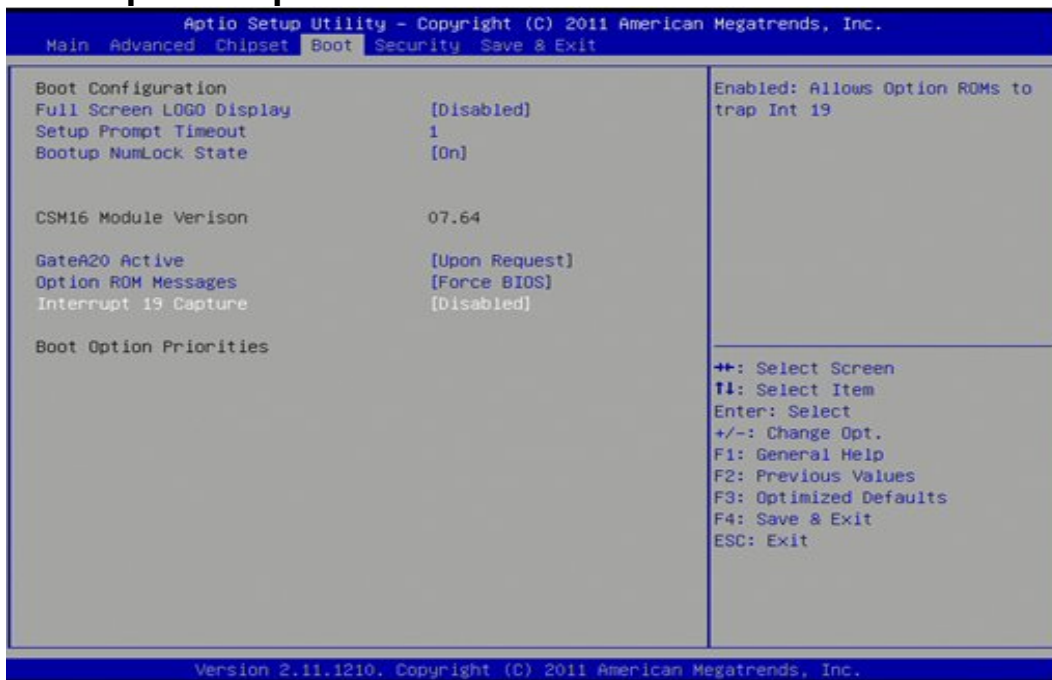 Aptio Setup Utility – Copyright (C) 2011 American Megatrends, Inc.
Main Advanced Chipset Boot Security Save & Exit
Boot Configuration
Full Screen LOGO Display [Disabled]
Setup Prompt Timeout 1
Bootup NumLock State [On]
CSM16 Module Verison 07.64
GateA20 Active [Upon Request]
Option ROM Messages [Force BIOS]
Interrupt 19 Capture [Disabled]
Boot Option Priorities
Enabled: Allows Option ROMs to
trap Int 19
→←: Select Screen
↑↓: Select Item
Enter: Select
+/-: Change Opt.
F1: General Help
F2: Previous Values
F3: Optimized Defaults
F4: Save & Exit
ESC: Exit
Version 2.11.1210. Copyright (C) 2011 American Megatrends, Inc.